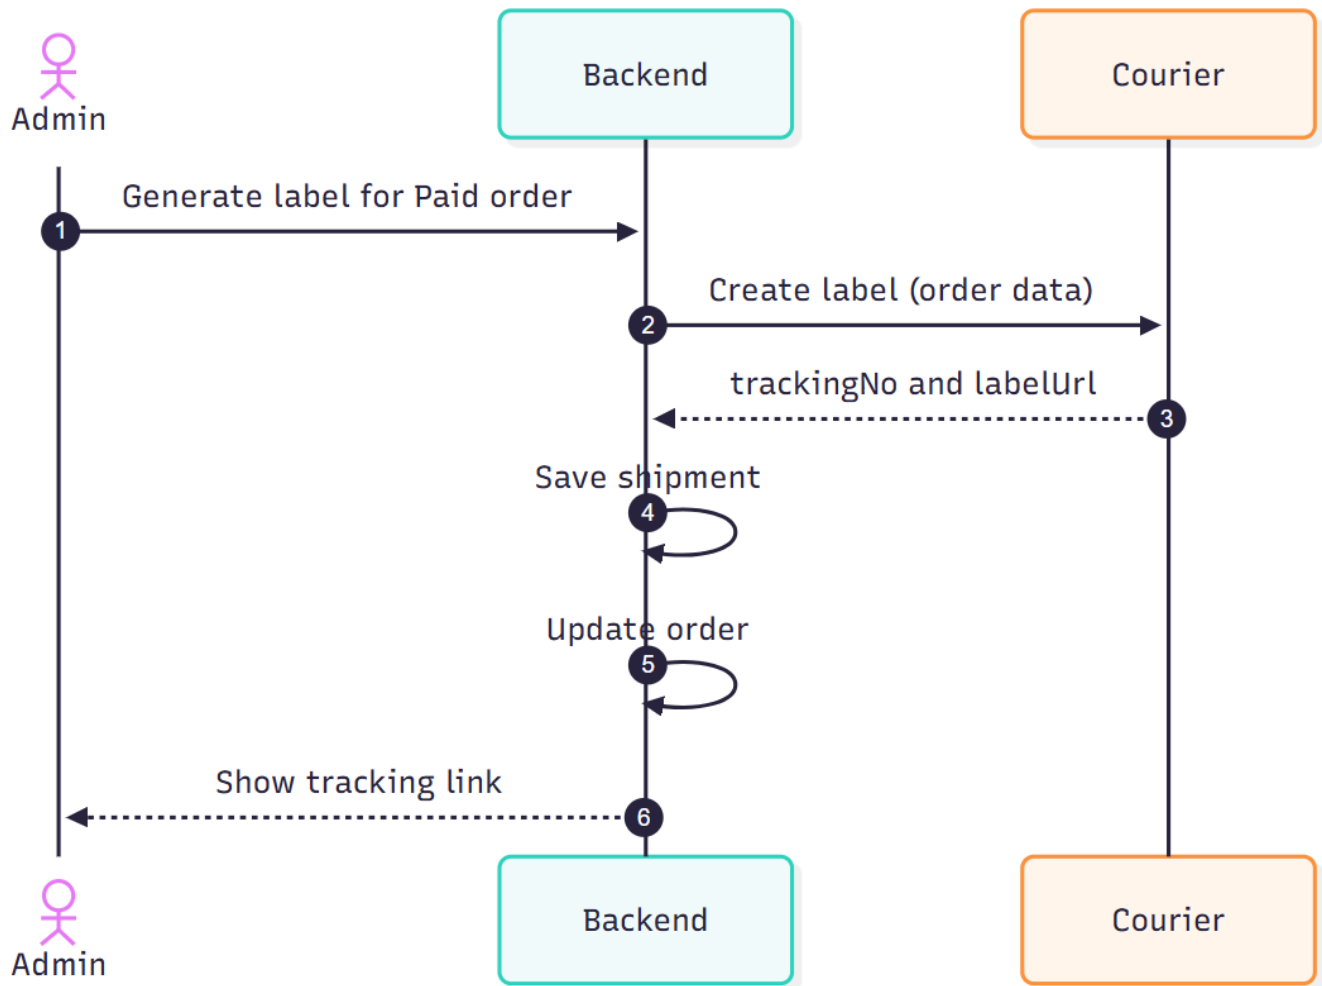 Backend
Courier
Admin
Generate label for Paid order
1
Create label (order data)
2
trackingNo and labelUrl
3
Save shipment
4
Update order
5
Show tracking link
6
Backend
Courier
Admin